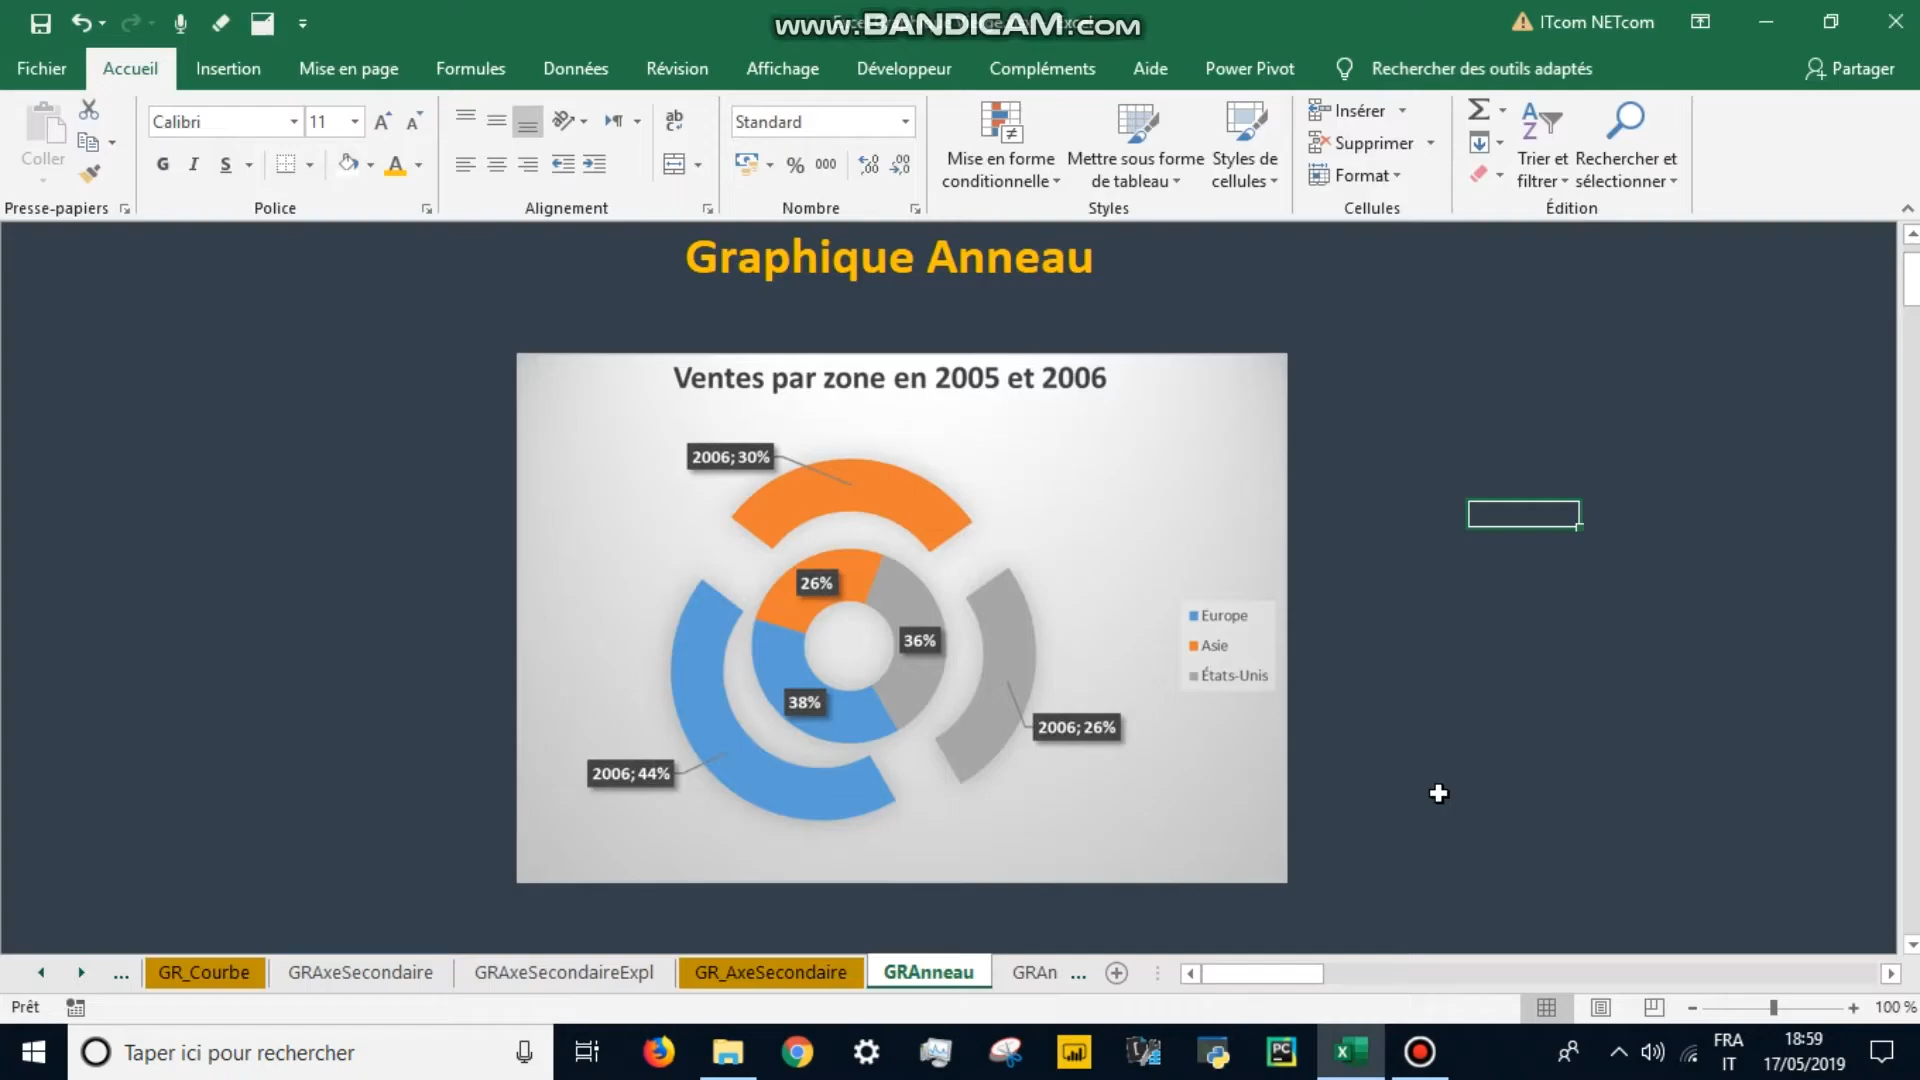 www.BANDICAM.com
ITcom NETcom
Fichier Accueil Insertion Mise en page Formules Données Révision Affichage Développeur Compléments Aide Power Pivot Rechercher des outils adaptés Partager
Coller
Presse-papiers
Calibri 11
G I S
Police
Alignement
Standard
% 000
Nombre
Mise en forme conditionnelle
Mettre sous forme de tableau
Styles de cellules
Styles
Insérer
Supprimer
Format
Cellules
Trier et filtrer
Rechercher et sélectionner
Édition
Graphique Anneau
Ventes par zone en 2005 et 2006
2006; 30%
26%
36%
38%
2006; 26%
2006; 44%
Europe
Asie
États-Unis
... GR_Courbe GRAxeSecondaire GRAxeSecondaireExpl GR_AxeSecondaire GRAnneau GRAn ...
Prêt
100 %
Taper ici pour rechercher
FRA
IT
18:59
17/05/2019